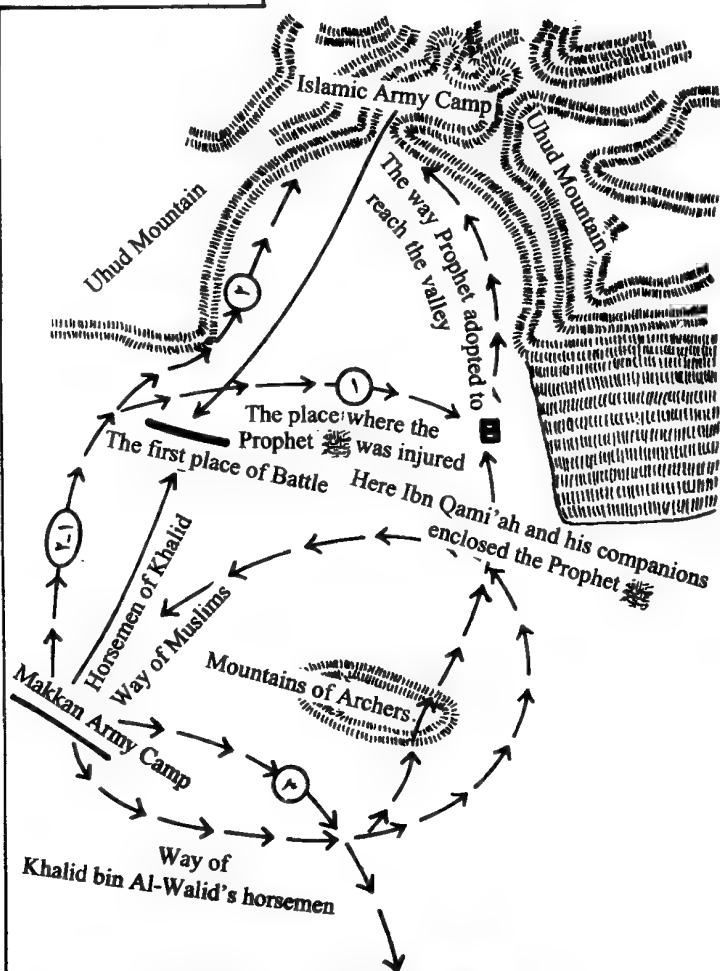 Islamic Army Camp
Uhud Mountain
Uhud Mountain
The way Prophet adopted to
reach the valley
٢
١
The place where the
Prophet ﷺ was injured
The first place of Battle
Here Ibn Qami'ah and his companions
enclosed the Prophet ﷺ
٢_١
Horsemen of Khalid
Way of Muslims
Mountains of Archers
Makkan Army Camp
Way of
Khalid bin Al-Walid's horsemen